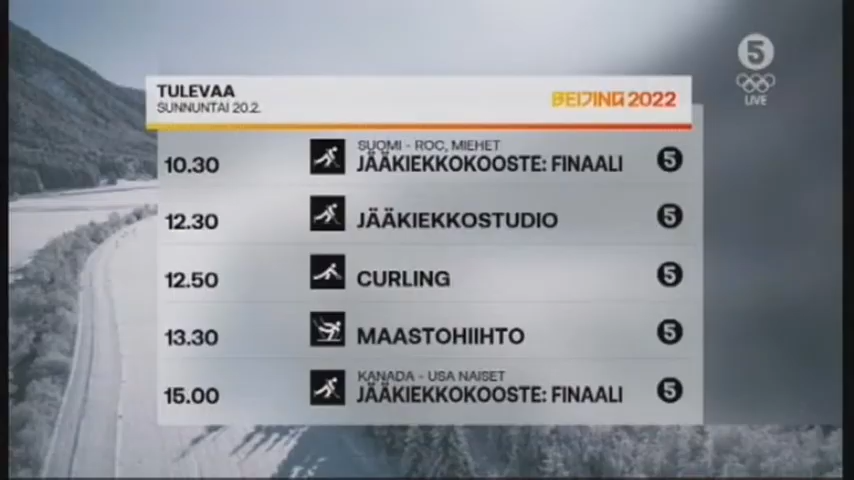 5
LIVE
TULEVAA
SUNNUNTAI 20.2.
BEIJING 2022
10.30
SUOMI - ROC, MIEHET
JÄÄKIEKKOKOOSTE: FINAALI
5
12.30
JÄÄKIEKKOSTUDIO
5
12.50
CURLING
5
13.30
MAASTOHIIHTO
5
15.00
KANADA - USA NAISET
JÄÄKIEKKOKOOSTE: FINAALI
5